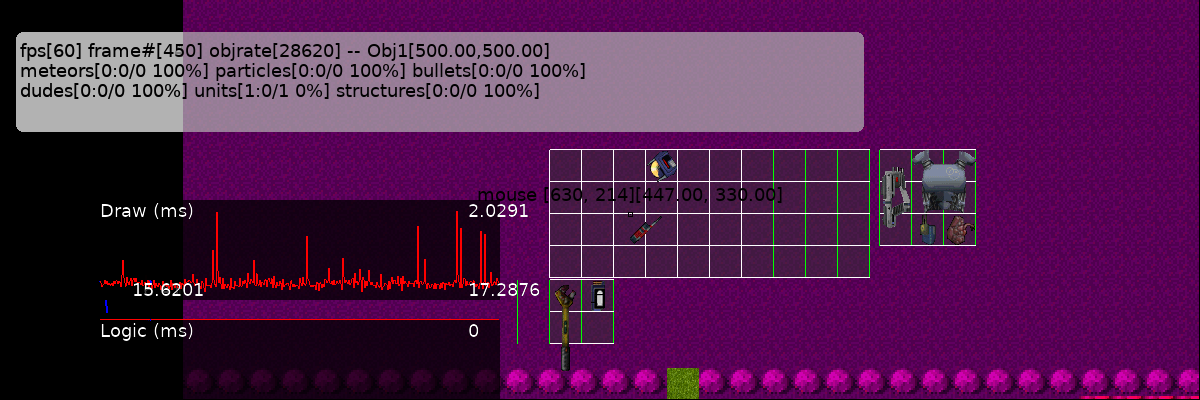 fps[60] frame#[450] objrate[28620] -- Obj1[500.00,500.00]
meteors[0:0/0 100%] particles[0:0/0 100%] bullets[0:0/0 100%]
dudes[0:0/0 100%] units[1:0/1 0%] structures[0:0/0 100%]
mouse [630, 214][447.00, 330.00]
Draw (ms) 2.0291
15.6201 17.2876
Logic (ms) 0